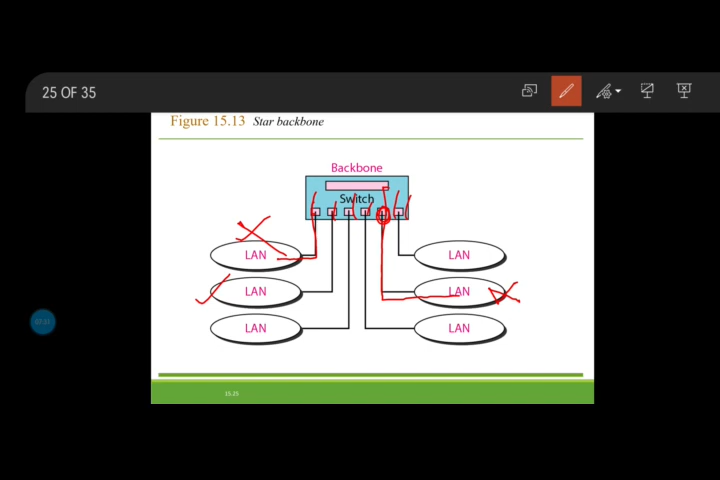 25 OF 35
Figure 15.13 Star backbone
Backbone
Switch
LAN LAN
LAN LAN
LAN LAN
15.25